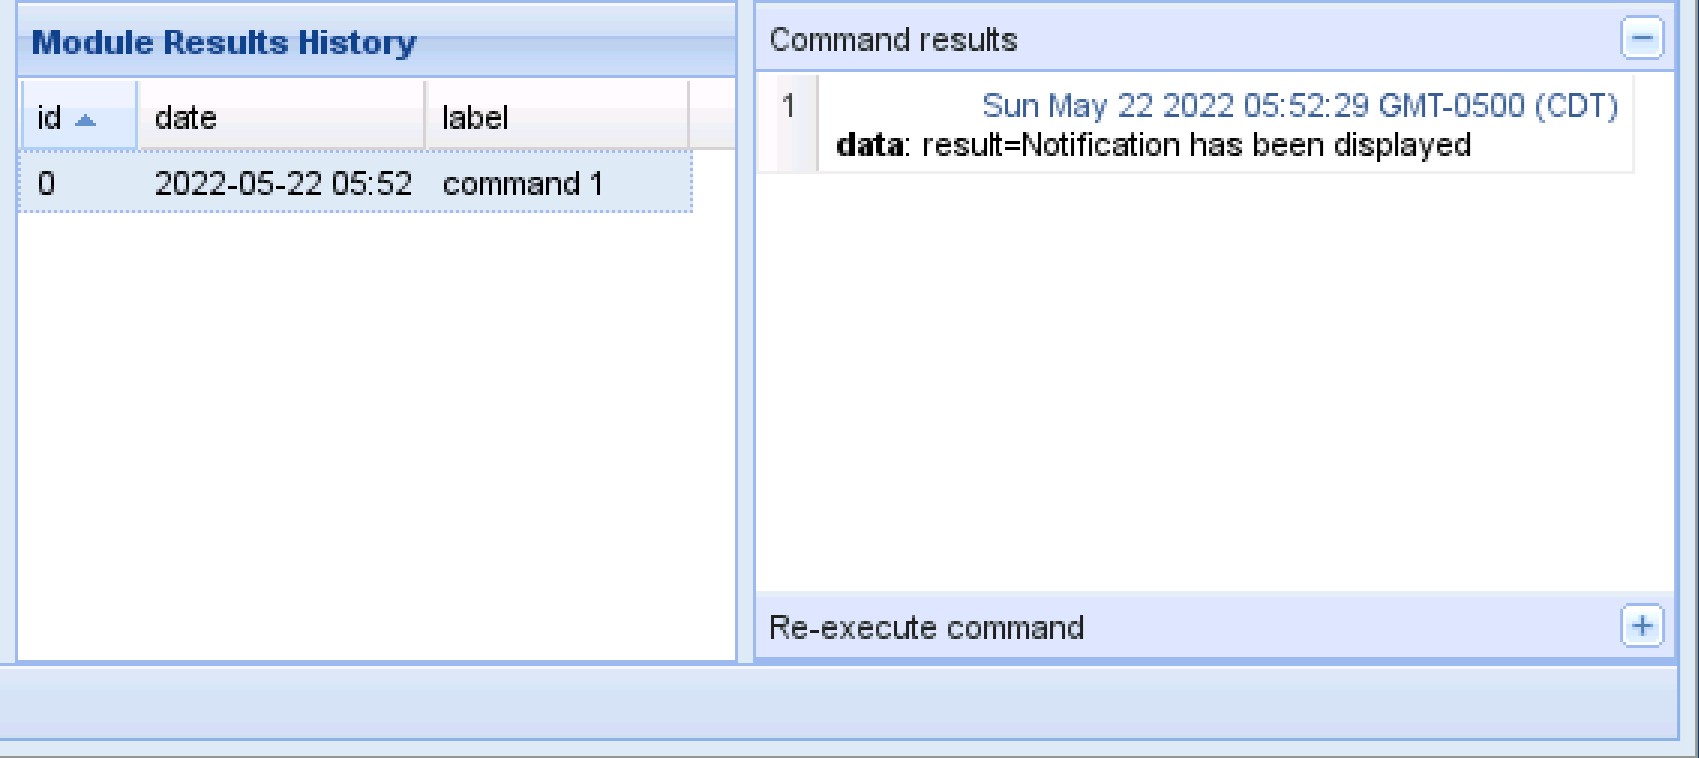 Module Results History
id date label
0 2022-05-22 05:52 command 1
Command results
1 Sun May 22 2022 05:52:29 GMT-0500 (CDT)
data: result=Notification has been displayed
Re-execute command